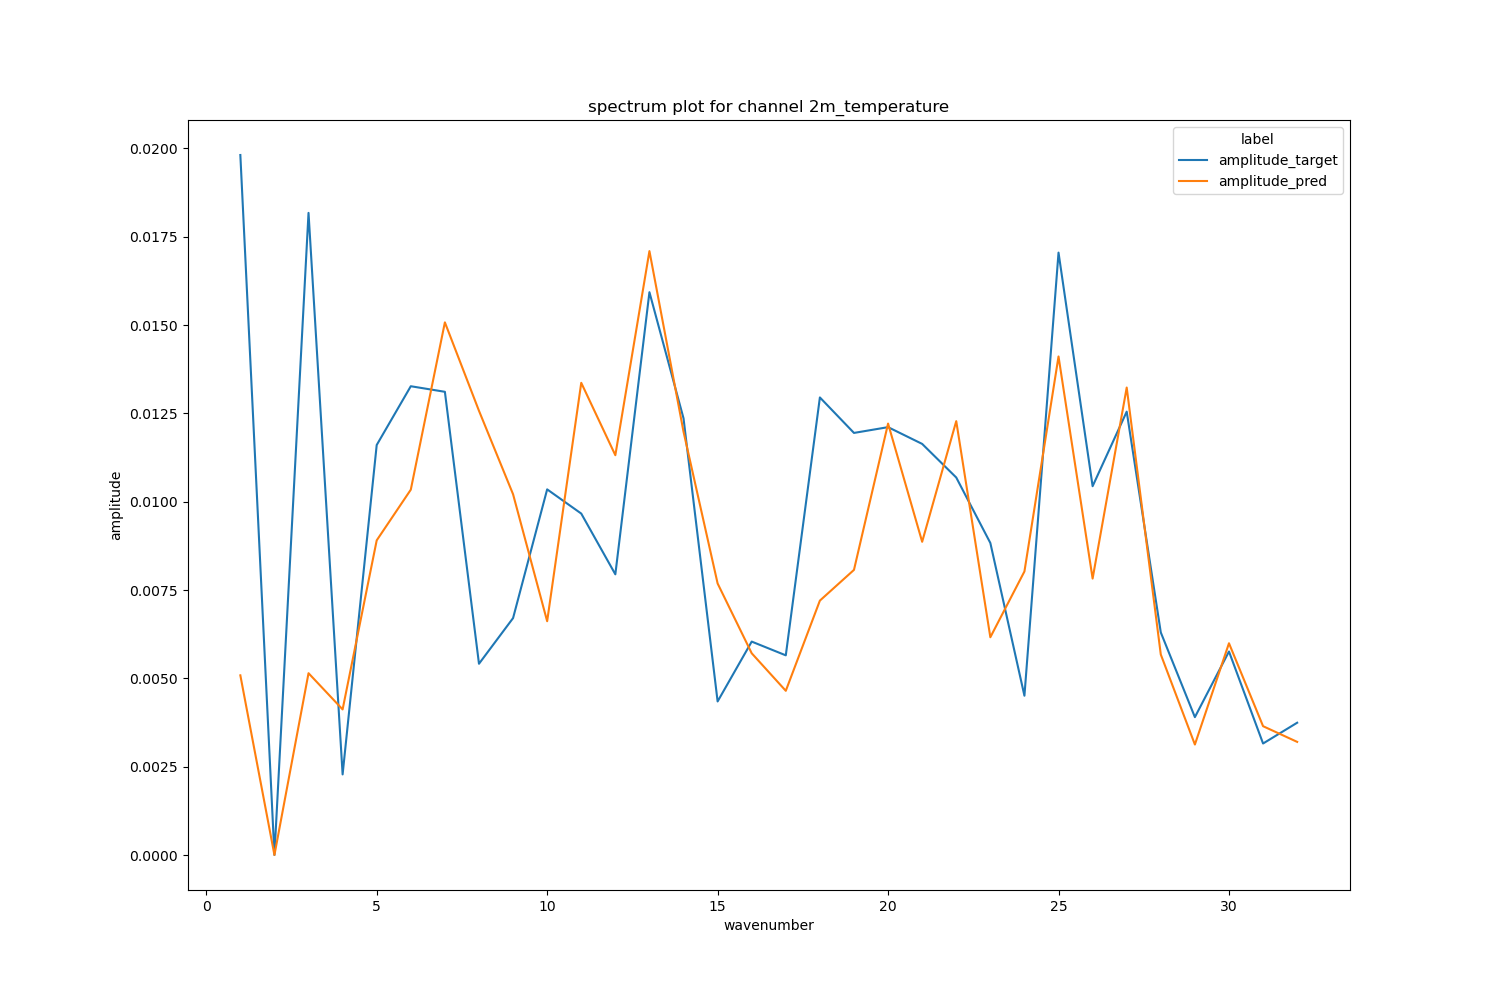 spectrum plot for channel 2m_temperature
label
amplitude_target
amplitude_pred
amplitude
0.0200
0.0175
0.0150
0.0125
0.0100
0.0075
0.0050
0.0025
0.0000
0 5 10 15 20 25 30
wavenumber